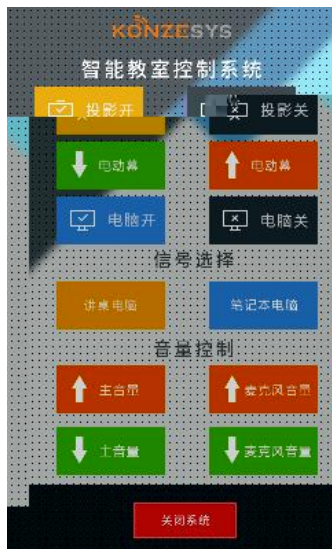 KONZESYS
智能教室控制系统
投影开
投影关
电动幕
电动幕
电脑开
电脑关
信号选择
讲桌电脑
笔记本电脑
音量控制
主音量
麦克风音量
主音量
麦克风音量
关闭系统